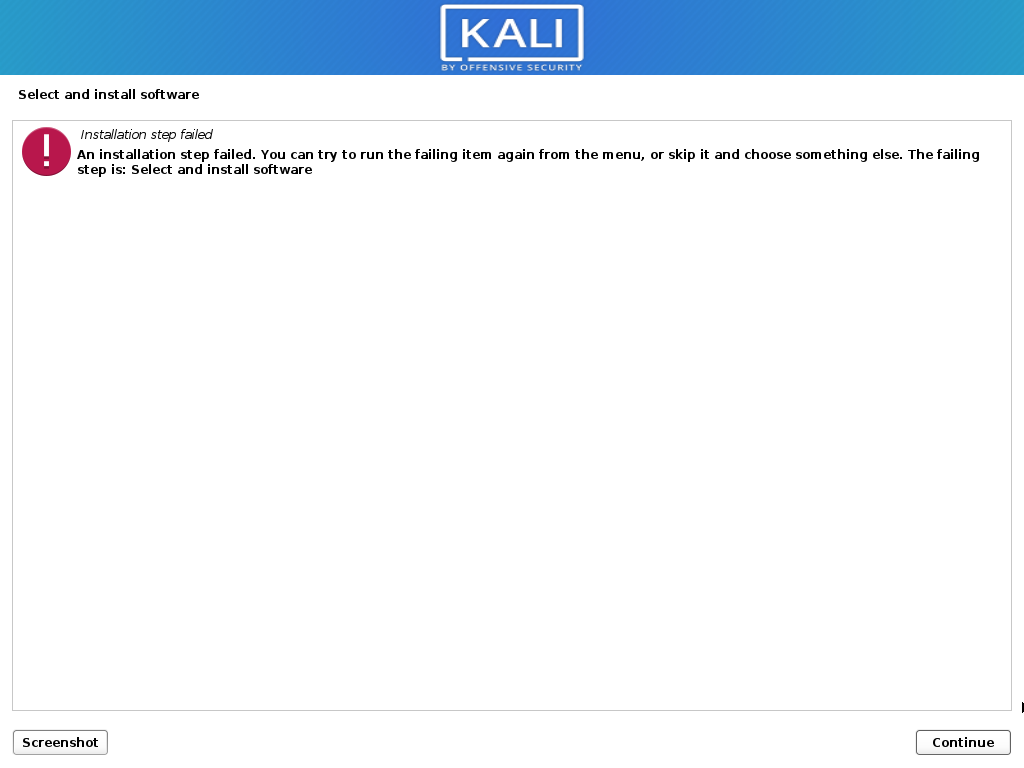 KALI
BY OFFENSIVE SECURITY
Select and install software
Installation step failed
An installation step failed. You can try to run the failing item again from the menu, or skip it and choose something else. The failing
step is: Select and install software
Screenshot
Continue